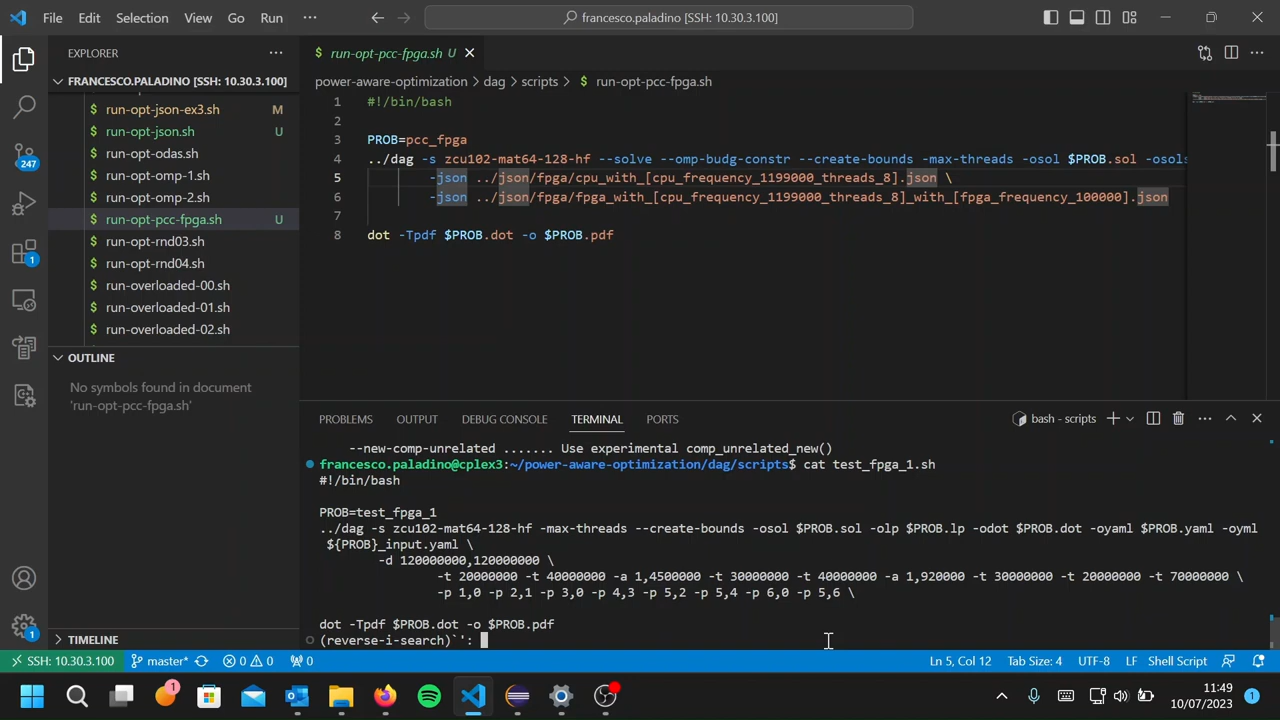 File Edit Selection View Go Run ··· francesco.paladino [SSH: 10.30.3.100]
EXPLORER ···
FRANCESCO.PALADINO [SSH: 10.30.3.100]
run-opt-json-ex3.sh M
run-opt-json.sh U
run-opt-odas.sh
run-opt-omp-1.sh
run-opt-omp-2.sh
run-opt-pcc-fpga.sh U
run-opt-rnd03.sh
run-opt-rnd04.sh
run-overloaded-00.sh
run-overloaded-01.sh
run-overloaded-02.sh
OUTLINE
No symbols found in document
'run-opt-pcc-fpga.sh'
TIMELINE
247
1
1
$ run-opt-pcc-fpga.sh U
power-aware-optimization > dag > scripts > $ run-opt-pcc-fpga.sh
1 #!/bin/bash
2
3 PROB=pcc_fpga
4 ../dag -s zcu102-mat64-128-hf --solve --omp-budg-constr --create-bounds -max-threads -osol $PROB.sol -osols
5 -json ../json/fpga/cpu_with_[cpu_frequency_1199000_threads_8].json \
6 -json ../json/fpga/fpga_with_[cpu_frequency_1199000_threads_8]_with_[fpga_frequency_100000].json
7
8 dot -Tpdf $PROB.dot -o $PROB.pdf
PROBLEMS OUTPUT DEBUG CONSOLE TERMINAL PORTS bash - scripts
--new-comp-unrelated ....... Use experimental comp_unrelated_new()
francesco.paladino@cplex3:~/power-aware-optimization/dag/scripts$ cat test_fpga_1.sh
#!/bin/bash
PROB=test_fpga_1
../dag -s zcu102-mat64-128-hf -max-threads --create-bounds -osol $PROB.sol -olp $PROB.lp -odot $PROB.dot -oyaml $PROB.yaml -oyml
${PROB}_input.yaml \
-d 120000000,120000000 \
-t 20000000 -t 40000000 -a 1,4500000 -t 30000000 -t 40000000 -a 1,920000 -t 30000000 -t 20000000 -t 70000000 \
-p 1,0 -p 2,1 -p 3,0 -p 4,3 -p 5,2 -p 5,4 -p 6,0 -p 5,6 \
dot -Tpdf $PROB.dot -o $PROB.pdf
(reverse-i-search)`':
SSH: 10.30.3.100 master* 0 0 0 Ln 5, Col 12 Tab Size: 4 UTF-8 LF Shell Script
1
11:49
10/07/2023
1